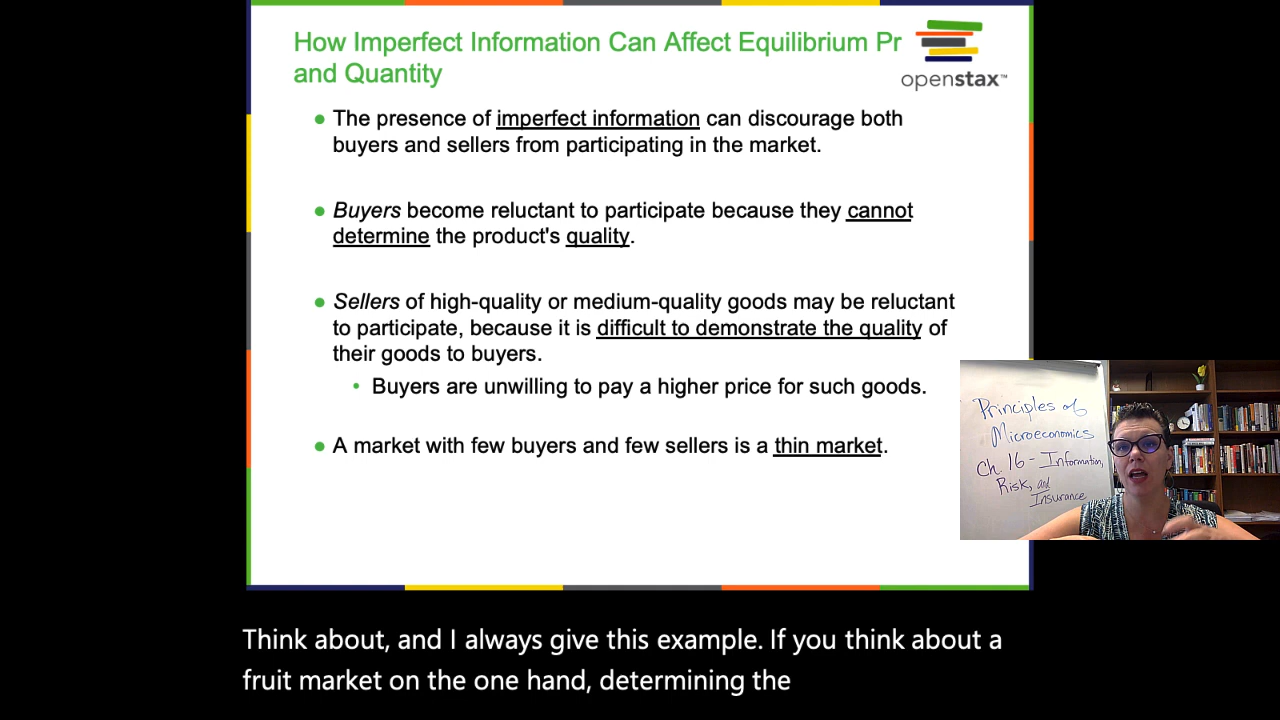 How Imperfect Information Can Affect Equilibrium Pr
and Quantity
openstax™
● The presence of imperfect information can discourage both
buyers and sellers from participating in the market.
● Buyers become reluctant to participate because they cannot
determine the product's quality.
● Sellers of high-quality or medium-quality goods may be reluctant
to participate, because it is difficult to demonstrate the quality of
their goods to buyers.
• Buyers are unwilling to pay a higher price for such goods.
● A market with few buyers and few sellers is a thin market.
Principles of
Microeconomics
Ch. 16 - Information,
Risk, and
Insurance
Think about, and I always give this example. If you think about a
fruit market on the one hand, determining the